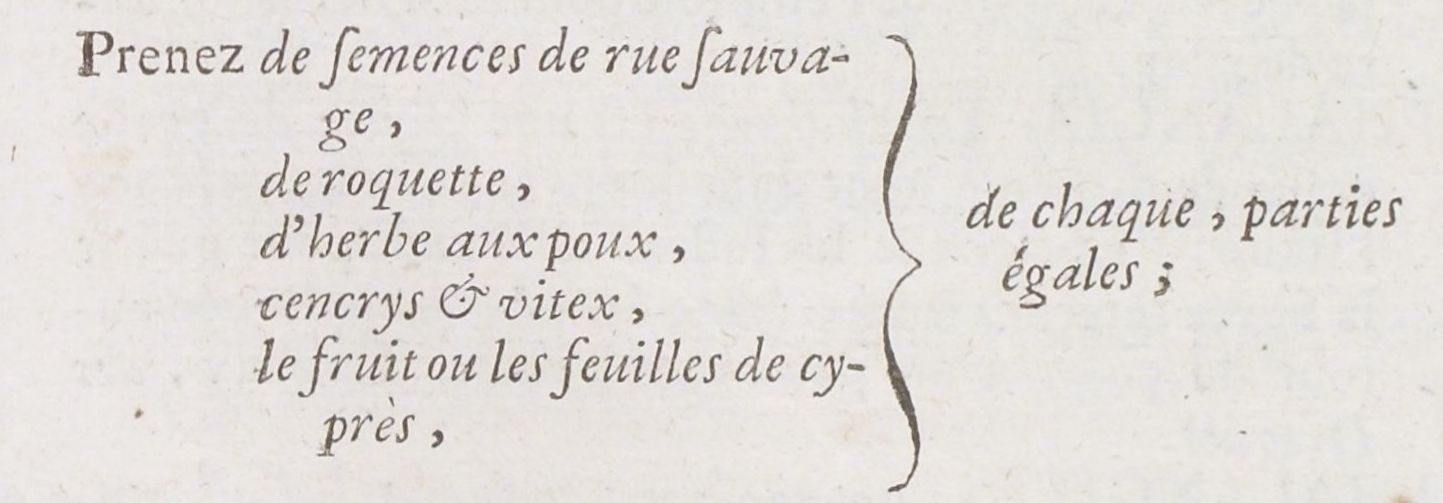 Prenez de ſemences de rue ſauva-
ge,
de roquette,
d'herbe aux poux,
cencrys & vitex,
le fruit ou les feuilles de cy-
près,
de chaque, parties
égales;